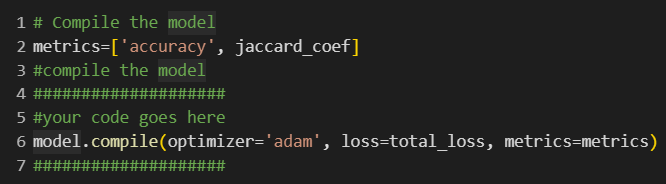 1 # Compile the model
2 metrics=['accuracy', jaccard_coef]
3 #compile the model
4 ####################
5 #your code goes here
6 model.compile(optimizer='adam', loss=total_loss, metrics=metrics)
7 ####################